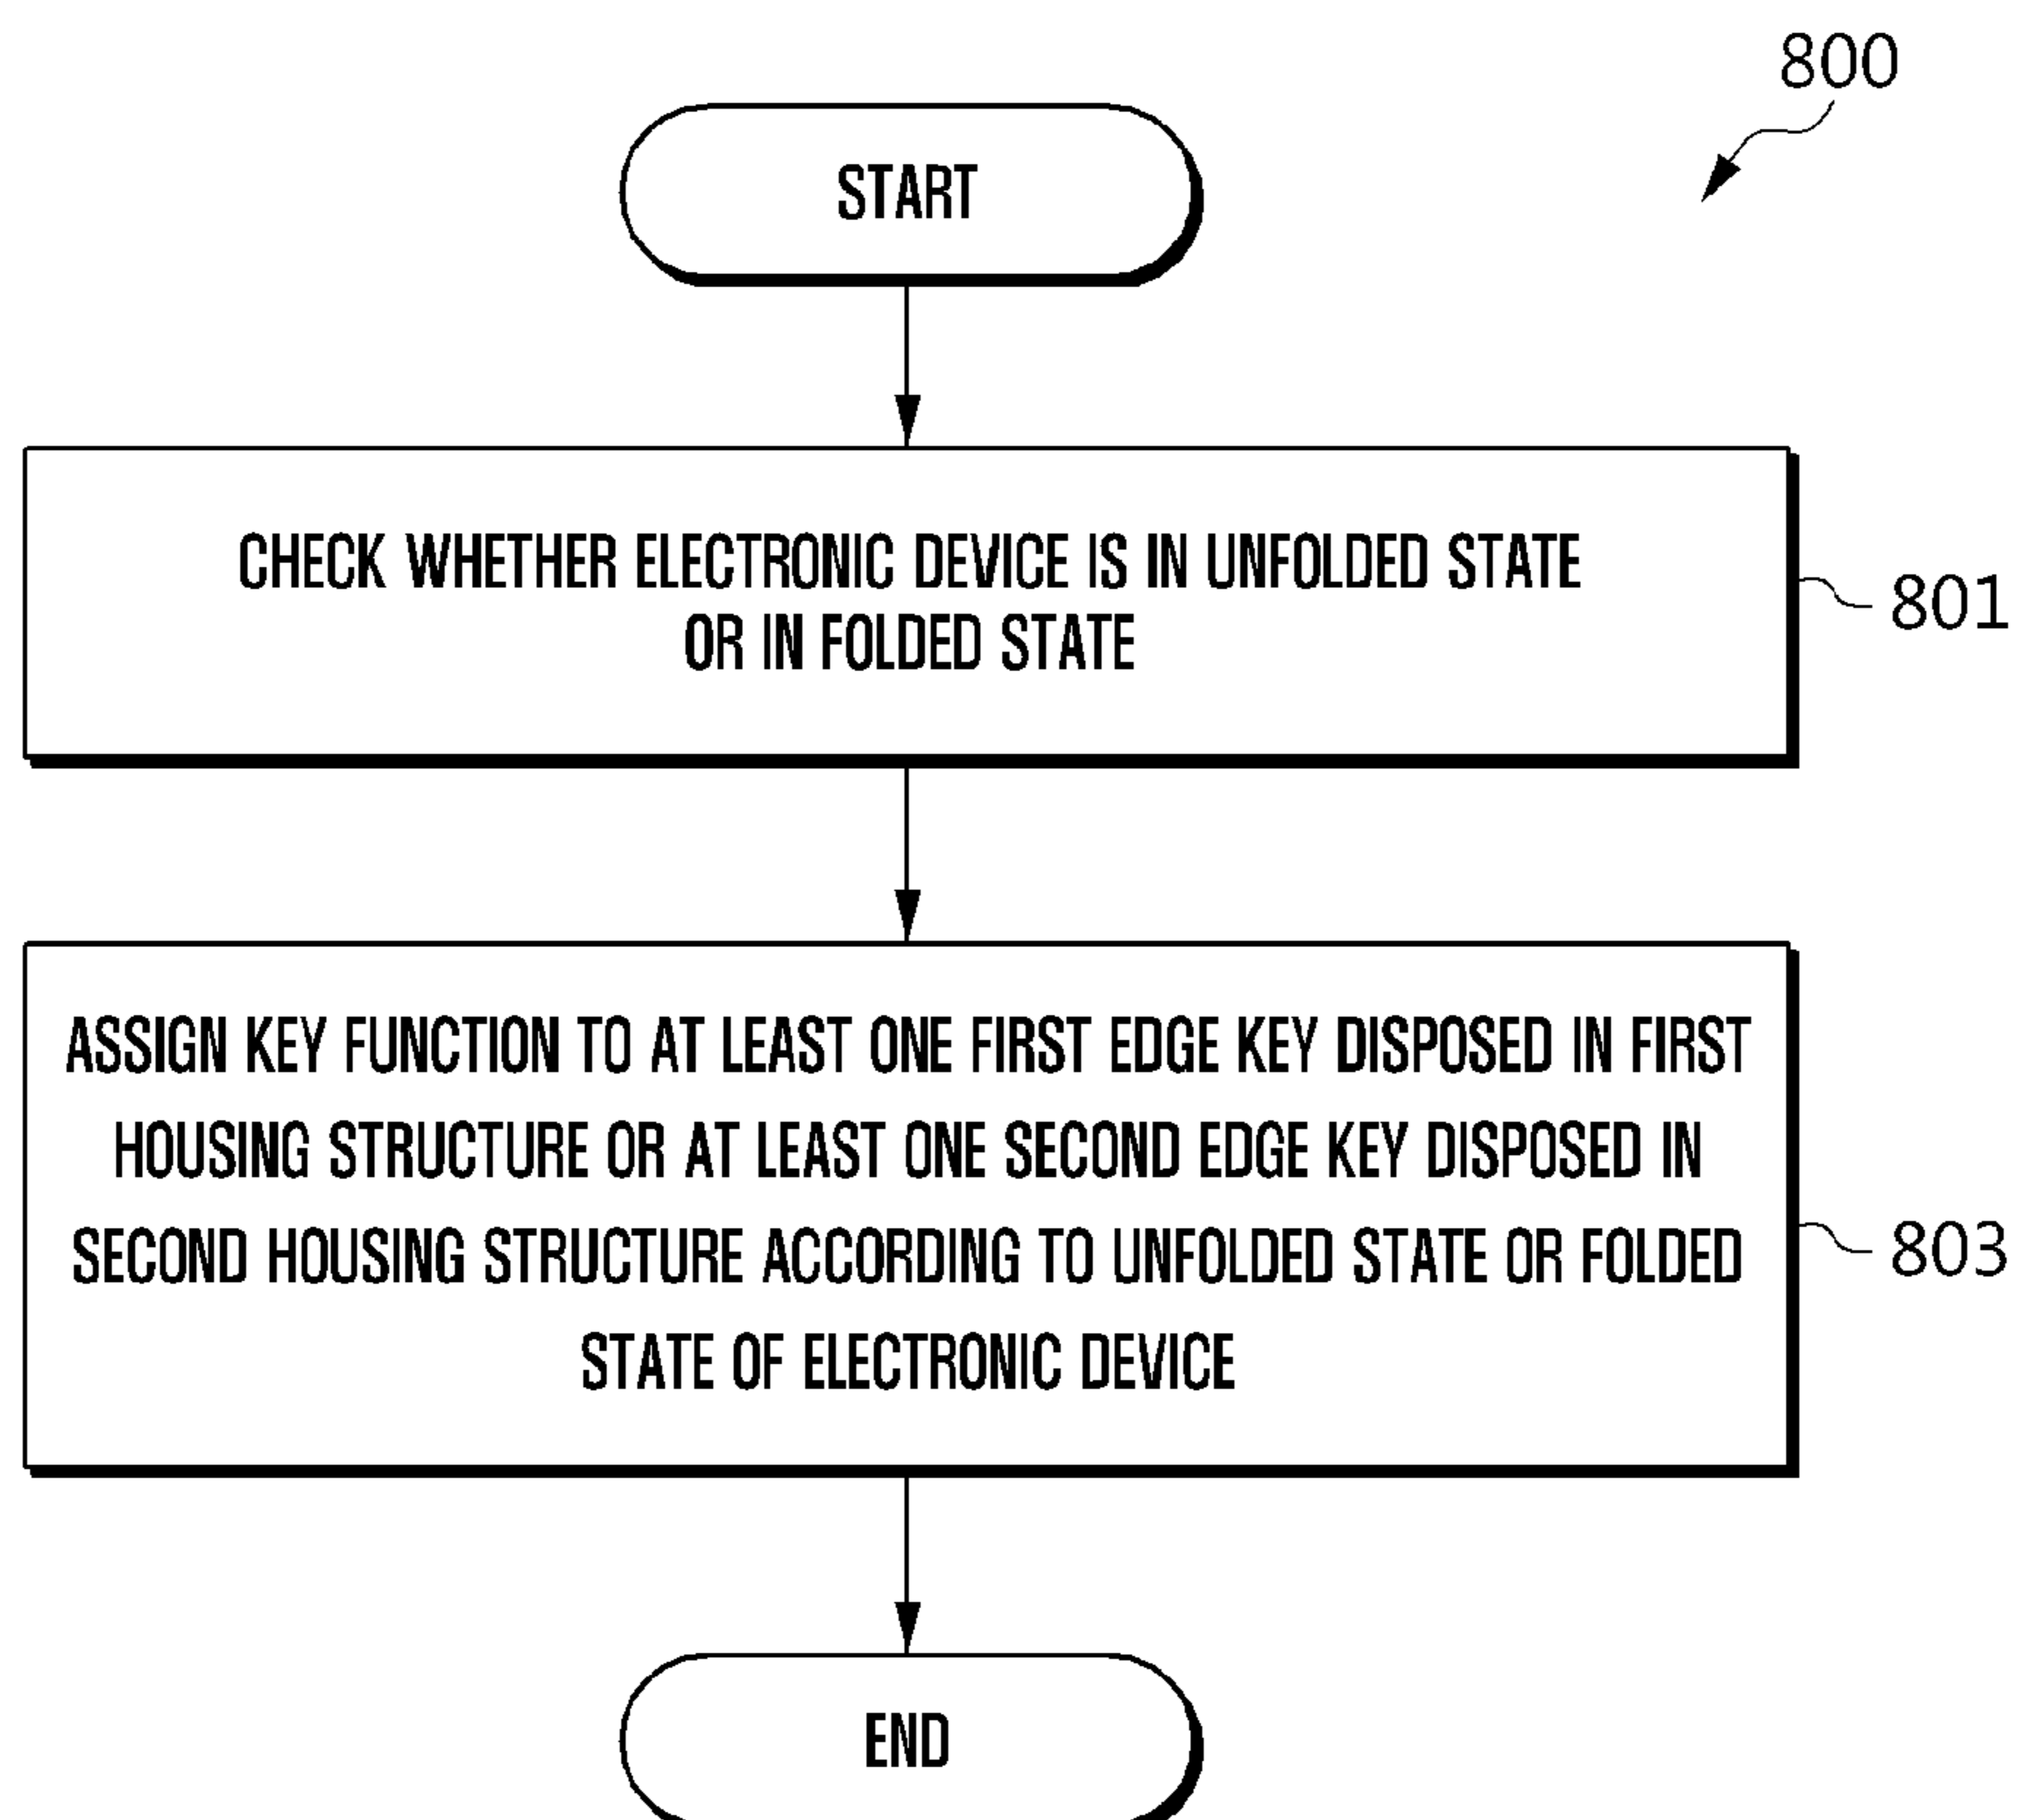 800
START
CHECK WHETHER ELECTRONIC DEVICE IS IN UNFOLDED STATE
OR IN FOLDED STATE
801
ASSIGN KEY FUNCTION TO AT LEAST ONE FIRST EDGE KEY DISPOSED IN FIRST
HOUSING STRUCTURE OR AT LEAST ONE SECOND EDGE KEY DISPOSED IN
SECOND HOUSING STRUCTURE ACCORDING TO UNFOLDED STATE OR FOLDED
STATE OF ELECTRONIC DEVICE
803
END